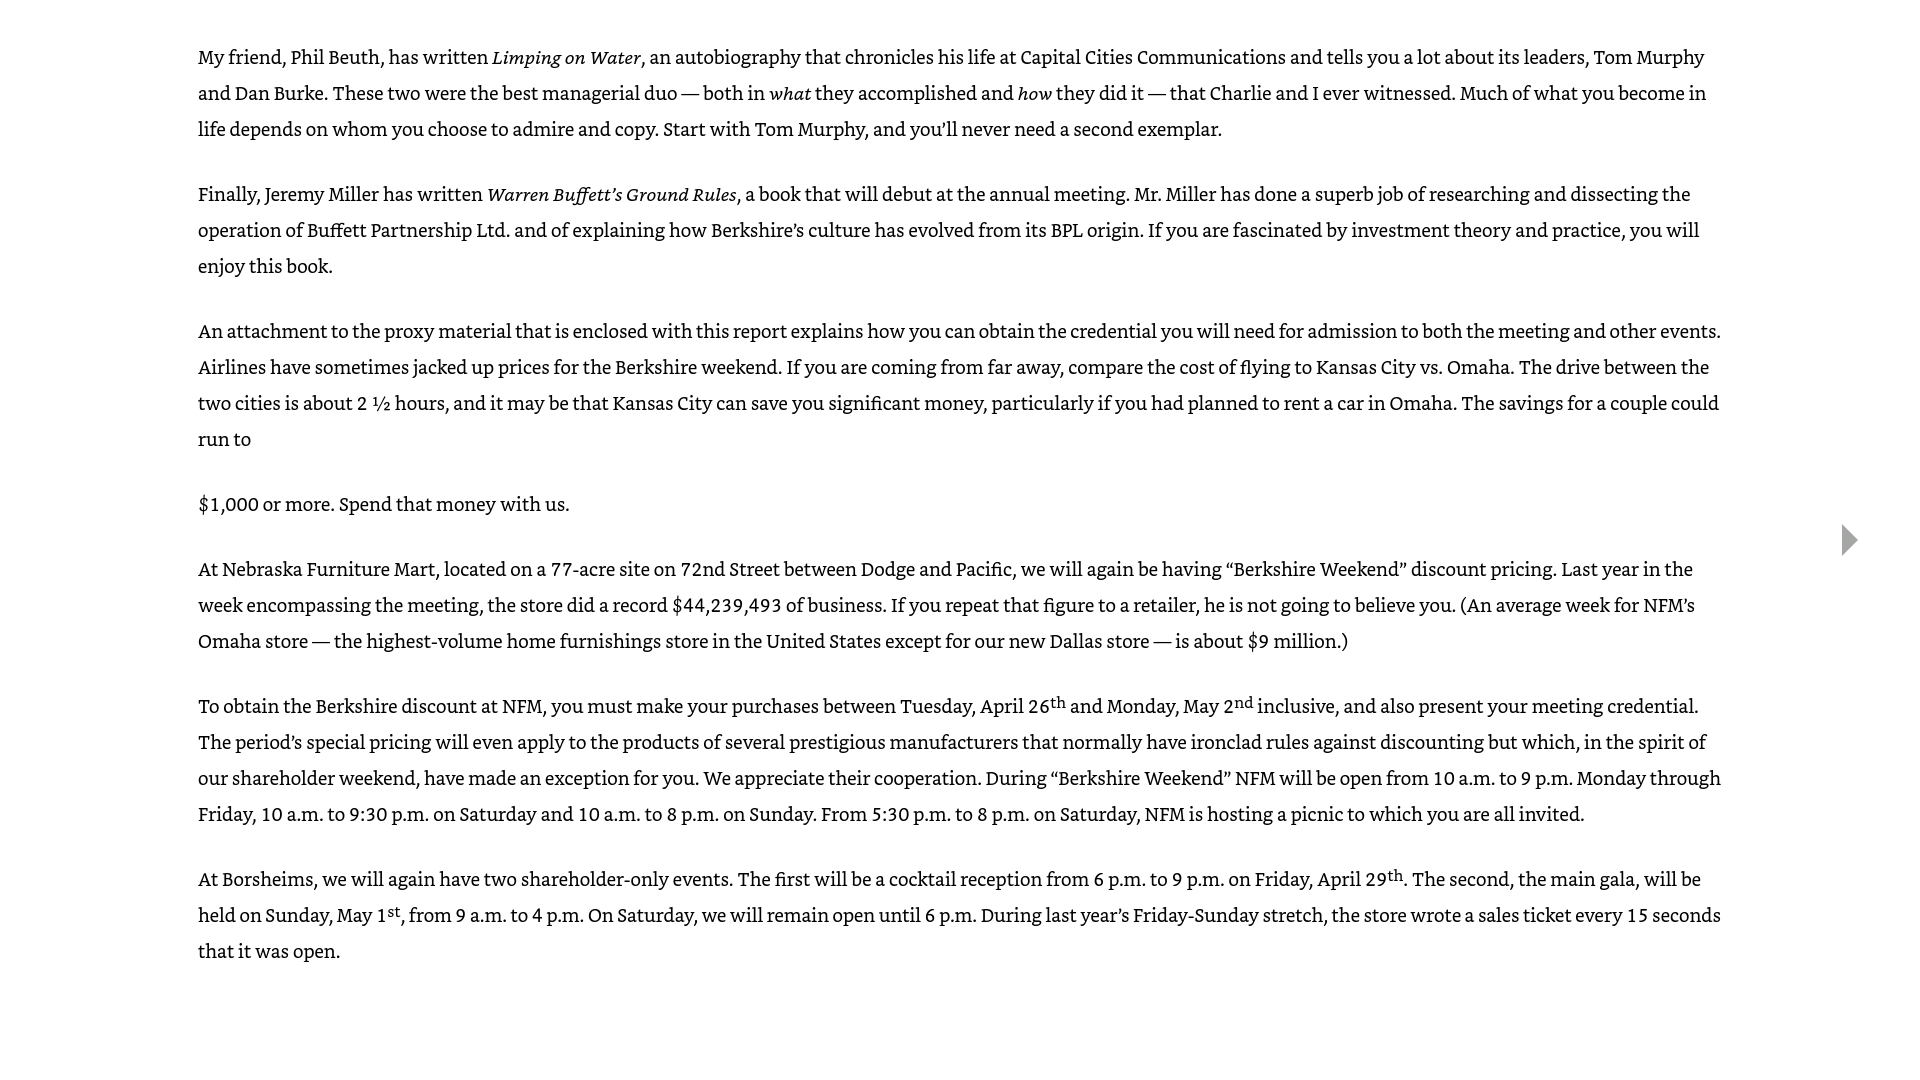 My friend, Phil Beuth, has written Limping on Water, an autobiography that chronicles his life at Capital Cities Communications and tells you a lot about its leaders, Tom Murphy
and Dan Burke. These two were the best managerial duo — both in what they accomplished and how they did it — that Charlie and I ever witnessed. Much of what you become in
life depends on whom you choose to admire and copy. Start with Tom Murphy, and you’ll never need a second exemplar.
Finally, Jeremy Miller has written Warren Buffett’s Ground Rules, a book that will debut at the annual meeting. Mr. Miller has done a superb job of researching and dissecting the
operation of Buffett Partnership Ltd. and of explaining how Berkshire’s culture has evolved from its BPL origin. If you are fascinated by investment theory and practice, you will
enjoy this book.
An attachment to the proxy material that is enclosed with this report explains how you can obtain the credential you will need for admission to both the meeting and other events.
Airlines have sometimes jacked up prices for the Berkshire weekend. If you are coming from far away, compare the cost of flying to Kansas City vs. Omaha. The drive between the
two cities is about 2 ½ hours, and it may be that Kansas City can save you significant money, particularly if you had planned to rent a car in Omaha. The savings for a couple could
run to
$1,000 or more. Spend that money with us.
At Nebraska Furniture Mart, located on a 77-acre site on 72nd Street between Dodge and Pacific, we will again be having “Berkshire Weekend” discount pricing. Last year in the
week encompassing the meeting, the store did a record $44,239,493 of business. If you repeat that figure to a retailer, he is not going to believe you. (An average week for NFM’s
Omaha store — the highest-volume home furnishings store in the United States except for our new Dallas store — is about $9 million.)
To obtain the Berkshire discount at NFM, you must make your purchases between Tuesday, April 26th and Monday, May 2nd inclusive, and also present your meeting credential.
The period’s special pricing will even apply to the products of several prestigious manufacturers that normally have ironclad rules against discounting but which, in the spirit of
our shareholder weekend, have made an exception for you. We appreciate their cooperation. During “Berkshire Weekend” NFM will be open from 10 a.m. to 9 p.m. Monday through
Friday, 10 a.m. to 9:30 p.m. on Saturday and 10 a.m. to 8 p.m. on Sunday. From 5:30 p.m. to 8 p.m. on Saturday, NFM is hosting a picnic to which you are all invited.
At Borsheims, we will again have two shareholder-only events. The first will be a cocktail reception from 6 p.m. to 9 p.m. on Friday, April 29th. The second, the main gala, will be
held on Sunday, May 1st, from 9 a.m. to 4 p.m. On Saturday, we will remain open until 6 p.m. During last year’s Friday-Sunday stretch, the store wrote a sales ticket every 15 seconds
that it was open.